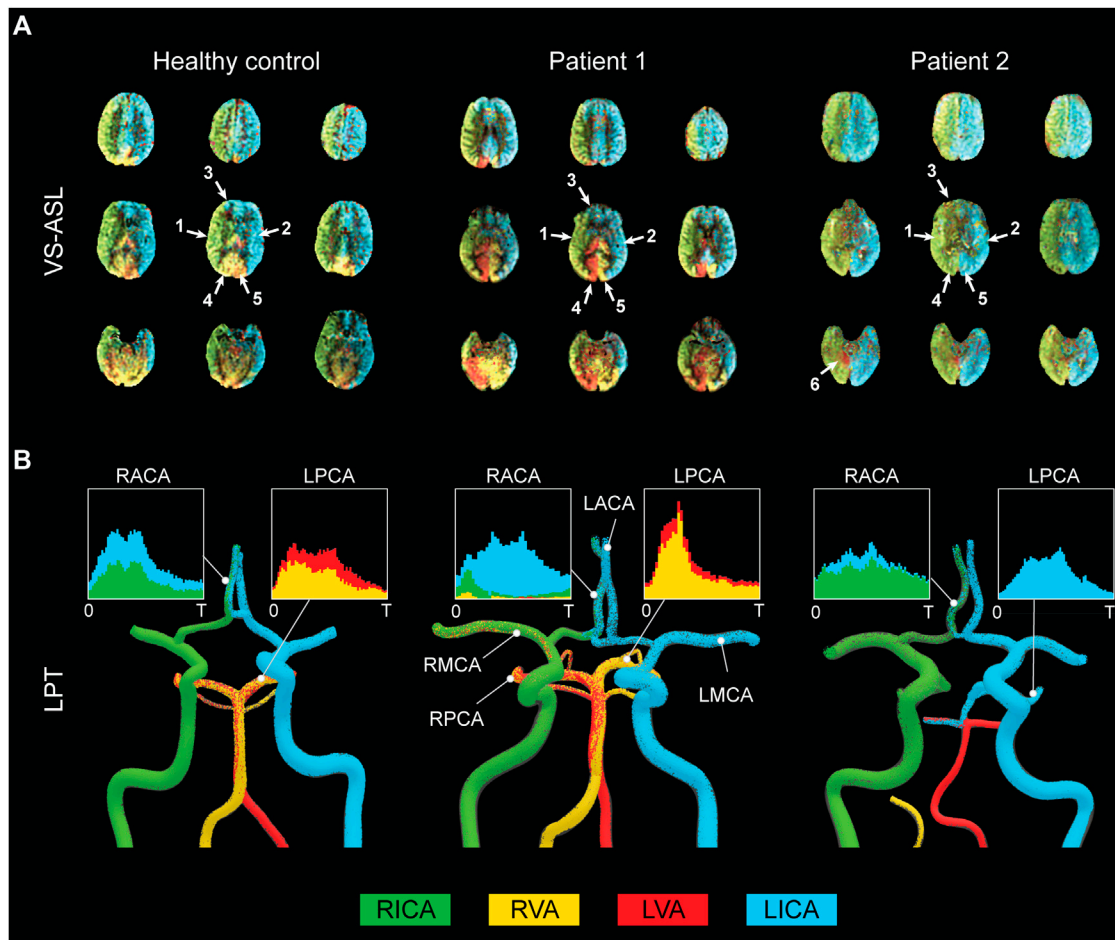 A
Healthy control
Patient 1
Patient 2
VS-ASL
3
1
2
4
5
3
1
2
4
5
3
1
2
4
5
6
B
RACA
LPCA
RACA
LPCA
RACA
LPCA
LACA
0 T
0 T
0 T
0 T
0 T
0 T
RMCA
RPCA
LMCA
LPT
RICA
RVA
LVA
LICA